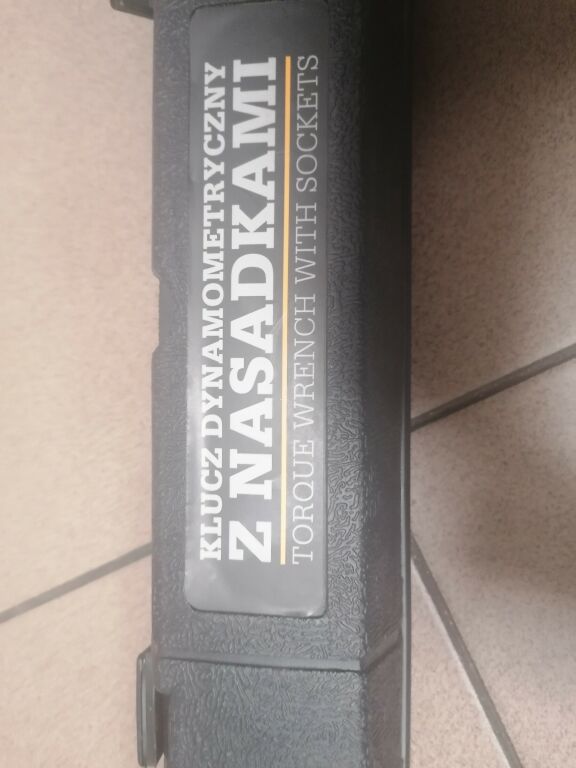 KLUCZ DYNAMOMETRYCZNY
Z NASADKAMI
TORQUE WRENCH WITH SOCKETS